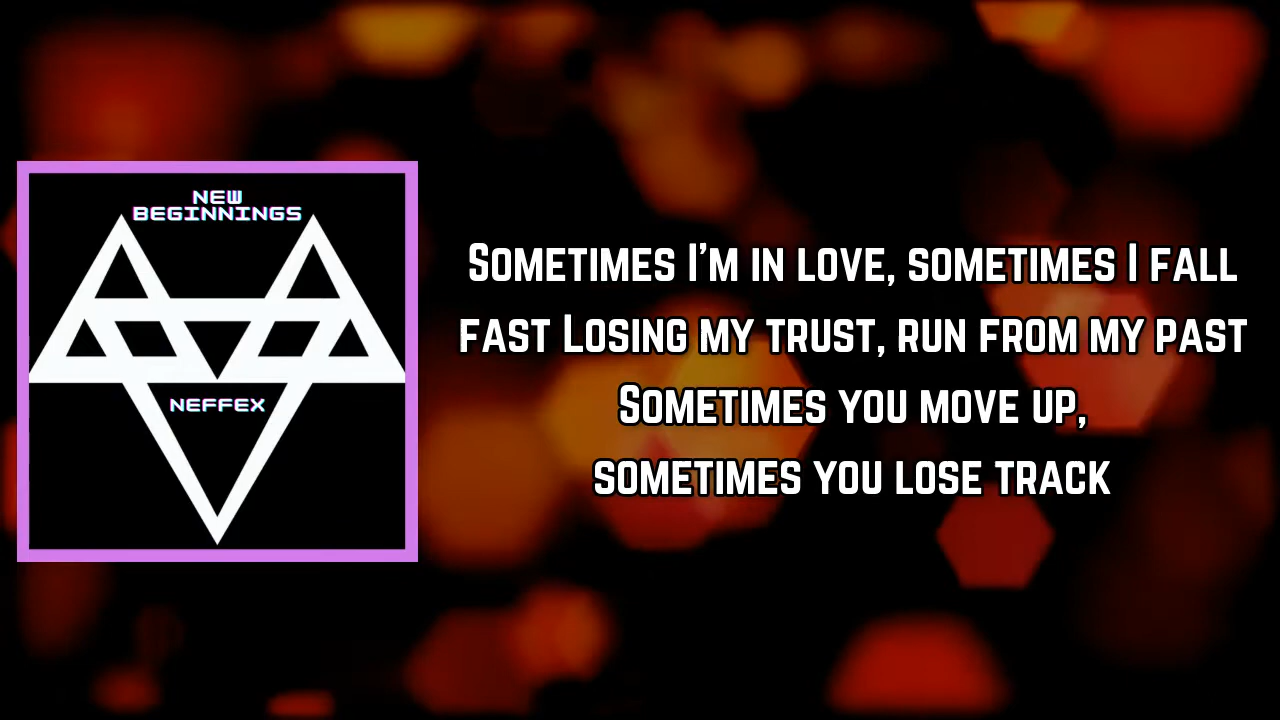 NEW
BEGINNINGS
NEFFEX
Sometimes I'm in love, sometimes I fall
fast Losing my trust, run from my past
Sometimes you move up,
sometimes you lose track